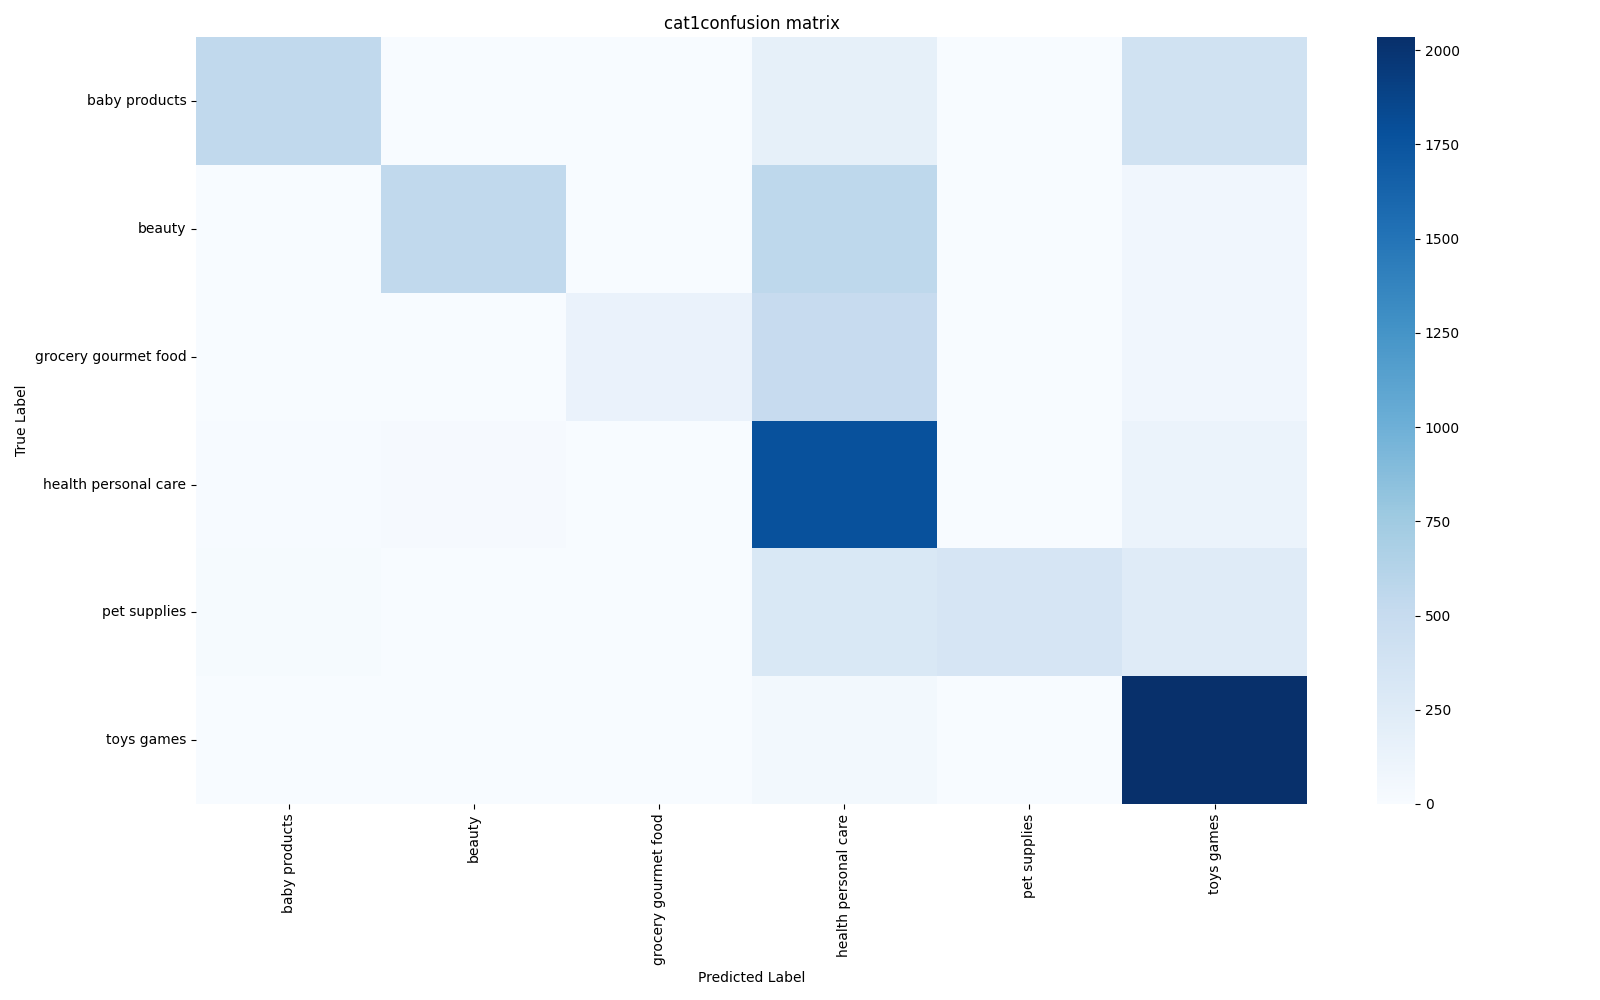 cat1confusion matrix
True Label
baby products
beauty
grocery gourmet food
health personal care
pet supplies
toys games
baby products
beauty
grocery gourmet food
health personal care
pet supplies
toys games
Predicted Label
2000
1750
1500
1250
1000
750
500
250
0